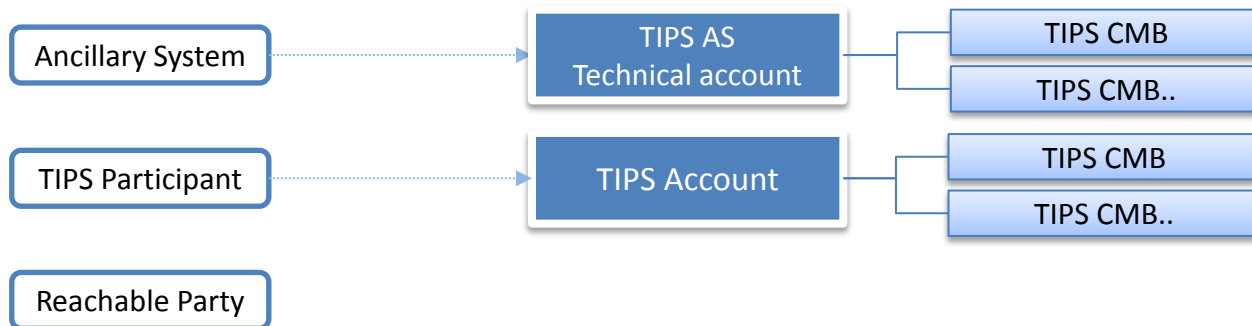 Ancillary System
TIPS AS
Technical account
TIPS CMB
TIPS CMB..
TIPS Participant
TIPS Account
TIPS CMB
TIPS CMB..
Reachable Party